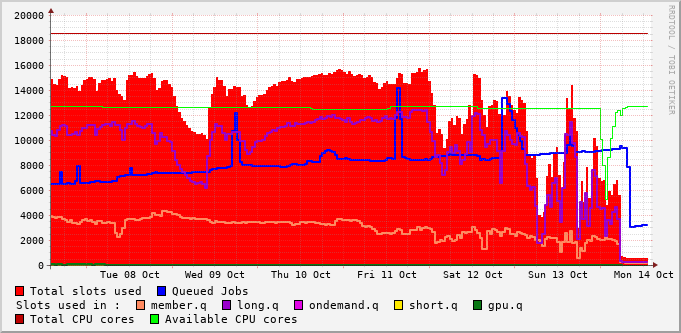 20000
18000
16000
14000
12000
10000
8000
6000
4000
2000
0
Tue 08 Oct Wed 09 Oct Thu 10 Oct Fri 11 Oct Sat 12 Oct Sun 13 Oct Mon 14 Oct
RRDTOOL / TOBI OETIKER
Total slots used Queued Jobs
Slots used in : member.q long.q ondemand.q short.q gpu.q
Total CPU cores Available CPU cores